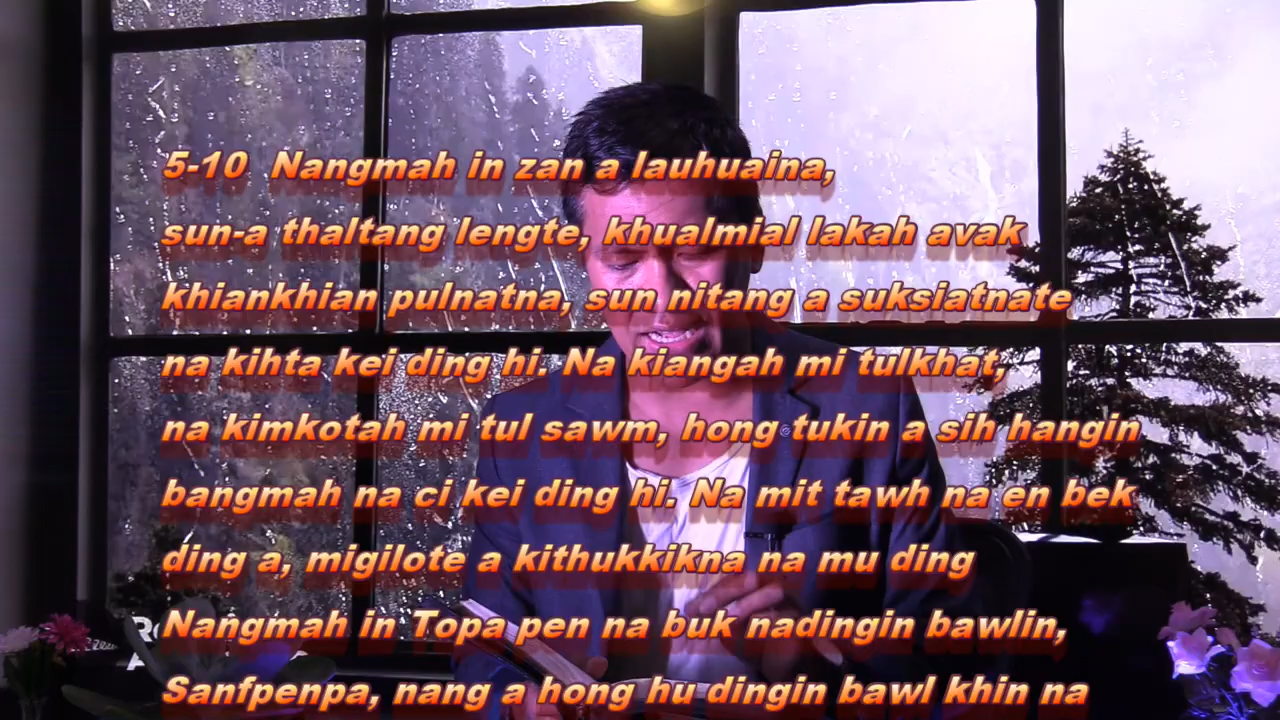 5-10 Nangmah in zan a lauhuaina,
sun-a thaltang lengte, khualmial lakah avak
khiankhian pulnatna, sun nitang a suksiatnate
na kihta kei ding hi. Na kiangah mi tulkhat,
na kimkotah mi tul sawm, hong tukin a sih hangin
bangmah na ci kei ding hi. Na mit tawh na en bek
ding a, migilote a kithukkikna na mu ding
Nangmah in Topa pen na buk nadingin bawlin,
Sanfpenpa, nang a hong hu dingin bawl khin na